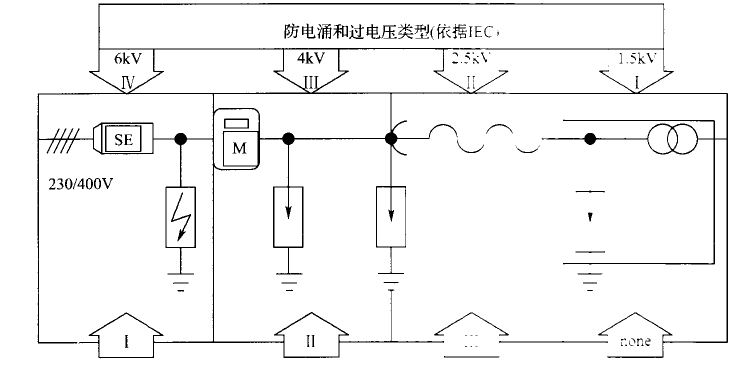 防电涌和过电压类型(依据IEC,
6kV 4kV 2.5kV 1.5kV
IV III II I
SE
M
230/400V
I II III none